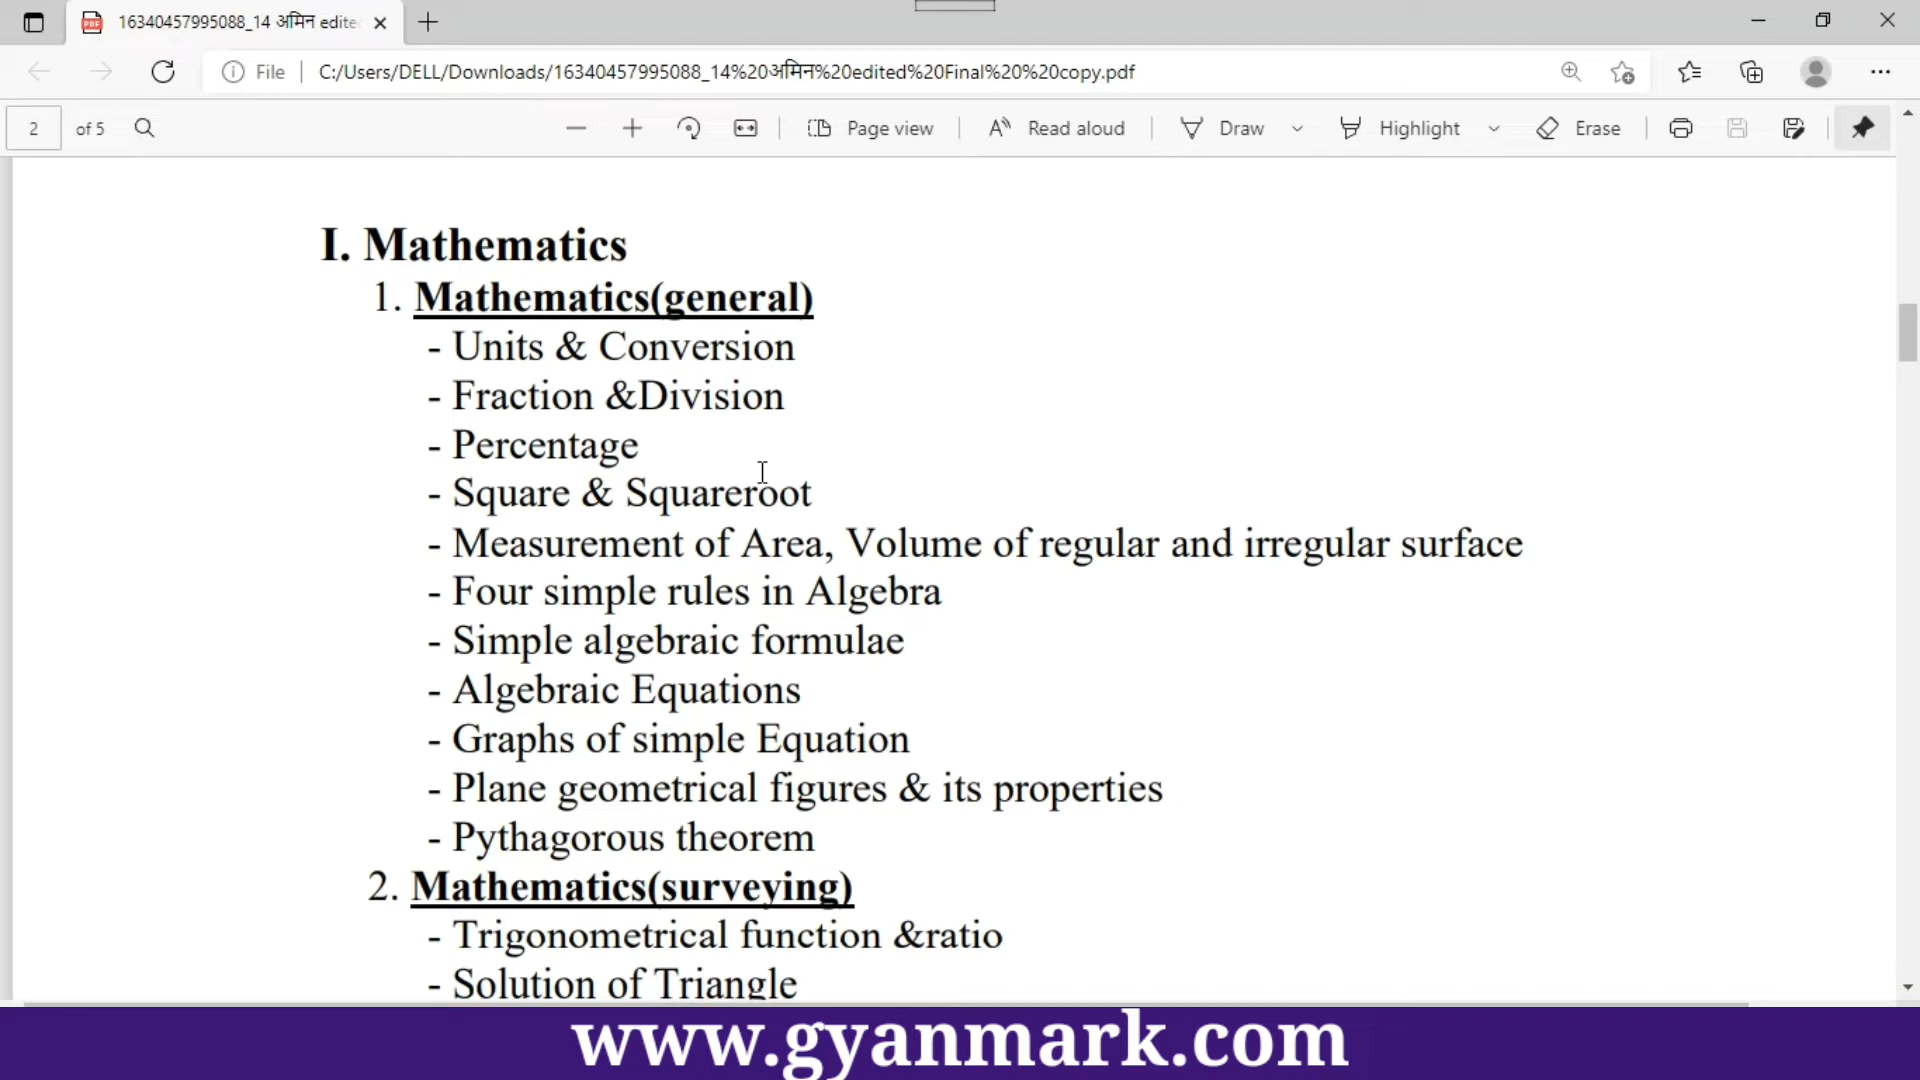 16340457995088_14 अमिन edite
File
C:/Users/DELL/Downloads/16340457995088_14%20अमिन%20edited%20Final%20%20copy.pdf
2 of 5
Page view
Read aloud
Draw
Highlight
Erase
I. Mathematics
1. Mathematics(general)
- Units & Conversion
- Fraction &Division
- Percentage
- Square & Squareroot
- Measurement of Area, Volume of regular and irregular surface
- Four simple rules in Algebra
- Simple algebraic formulae
- Algebraic Equations
- Graphs of simple Equation
- Plane geometrical figures & its properties
- Pythagorous theorem
2. Mathematics(surveying)
- Trigonometrical function &ratio
- Solution of Triangle
www.gyanmark.com